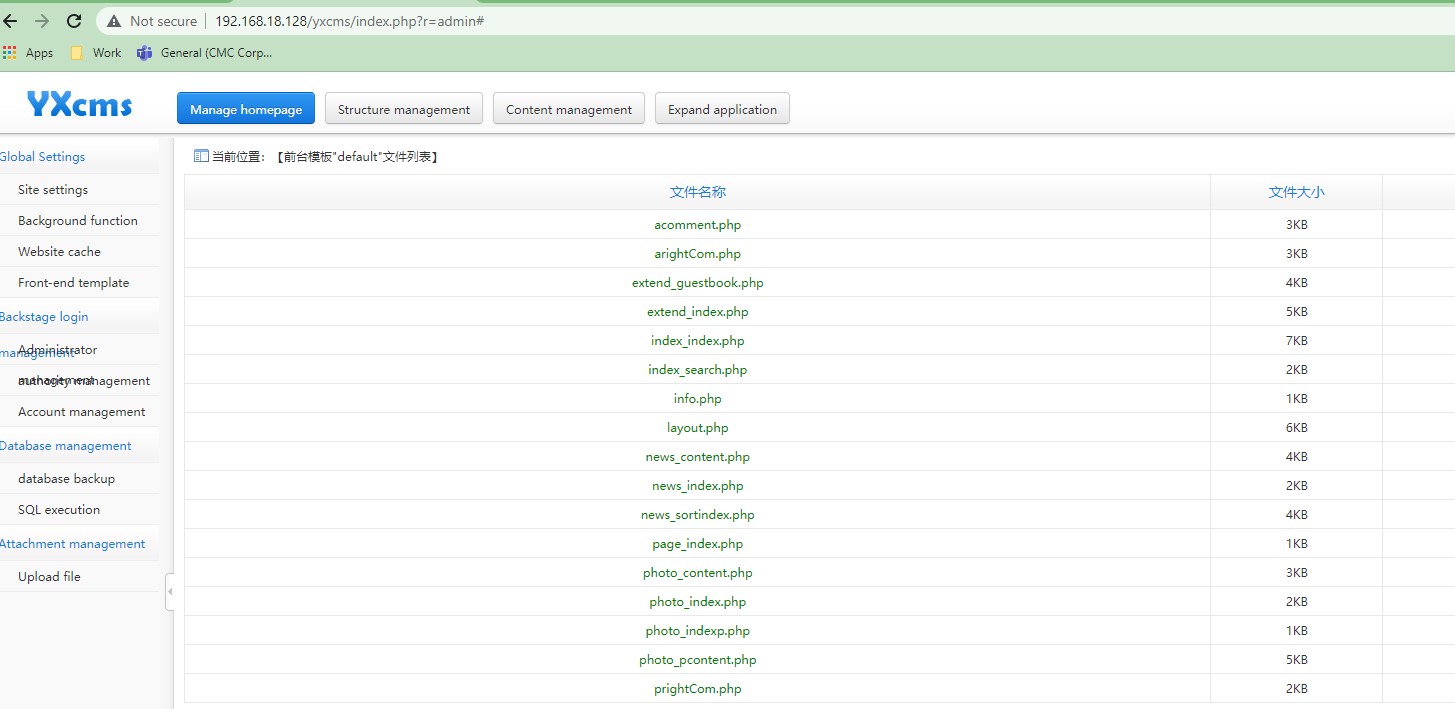 Not secure 192.168.18.128/yxcms/index.php?r=admin#
Apps Work General (CMC Corp...
YXcms Manage homepage Structure management Content management Expand application
Global Settings
Site settings
Background function
Website cache
Front-end template
Backstage login
management
Administrator
management
authority management
Account management
Database management
database backup
SQL execution
Attachment management
Upload file
当前位置：【前台模板"default"文件列表】
文件名称 文件大小
acomment.php 3KB
arightCom.php 3KB
extend_guestbook.php 4KB
extend_index.php 5KB
index_index.php 7KB
index_search.php 2KB
info.php 1KB
layout.php 6KB
news_content.php 4KB
news_index.php 2KB
news_sortindex.php 4KB
page_index.php 1KB
photo_content.php 3KB
photo_index.php 2KB
photo_indexp.php 1KB
photo_pcontent.php 5KB
prightCom.php 2KB